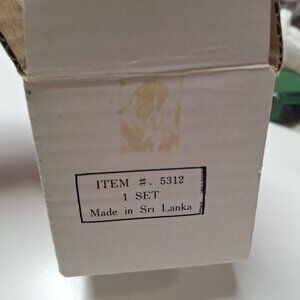 ITEM #. 5312
1 SET
Made in Sri Lanka